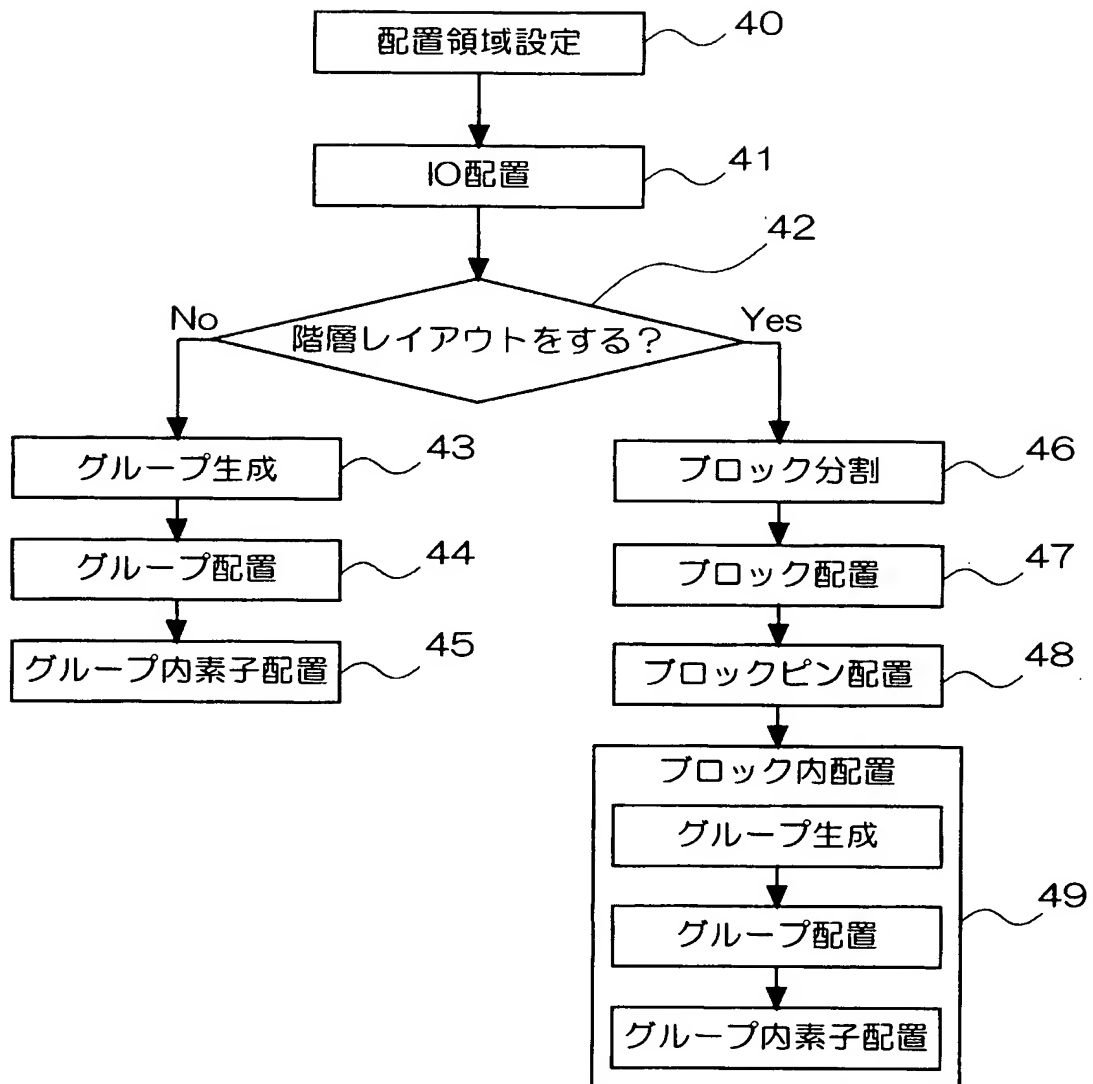 配置領域設定
40
IO配置
41
42
階層レイアウトをする?
No
Yes
グループ生成
43
グループ配置
44
グループ内素子配置
45
ブロック分割
46
ブロック配置
47
ブロックピン配置
48
ブロック内配置
グループ生成
グループ配置
49
グループ内素子配置